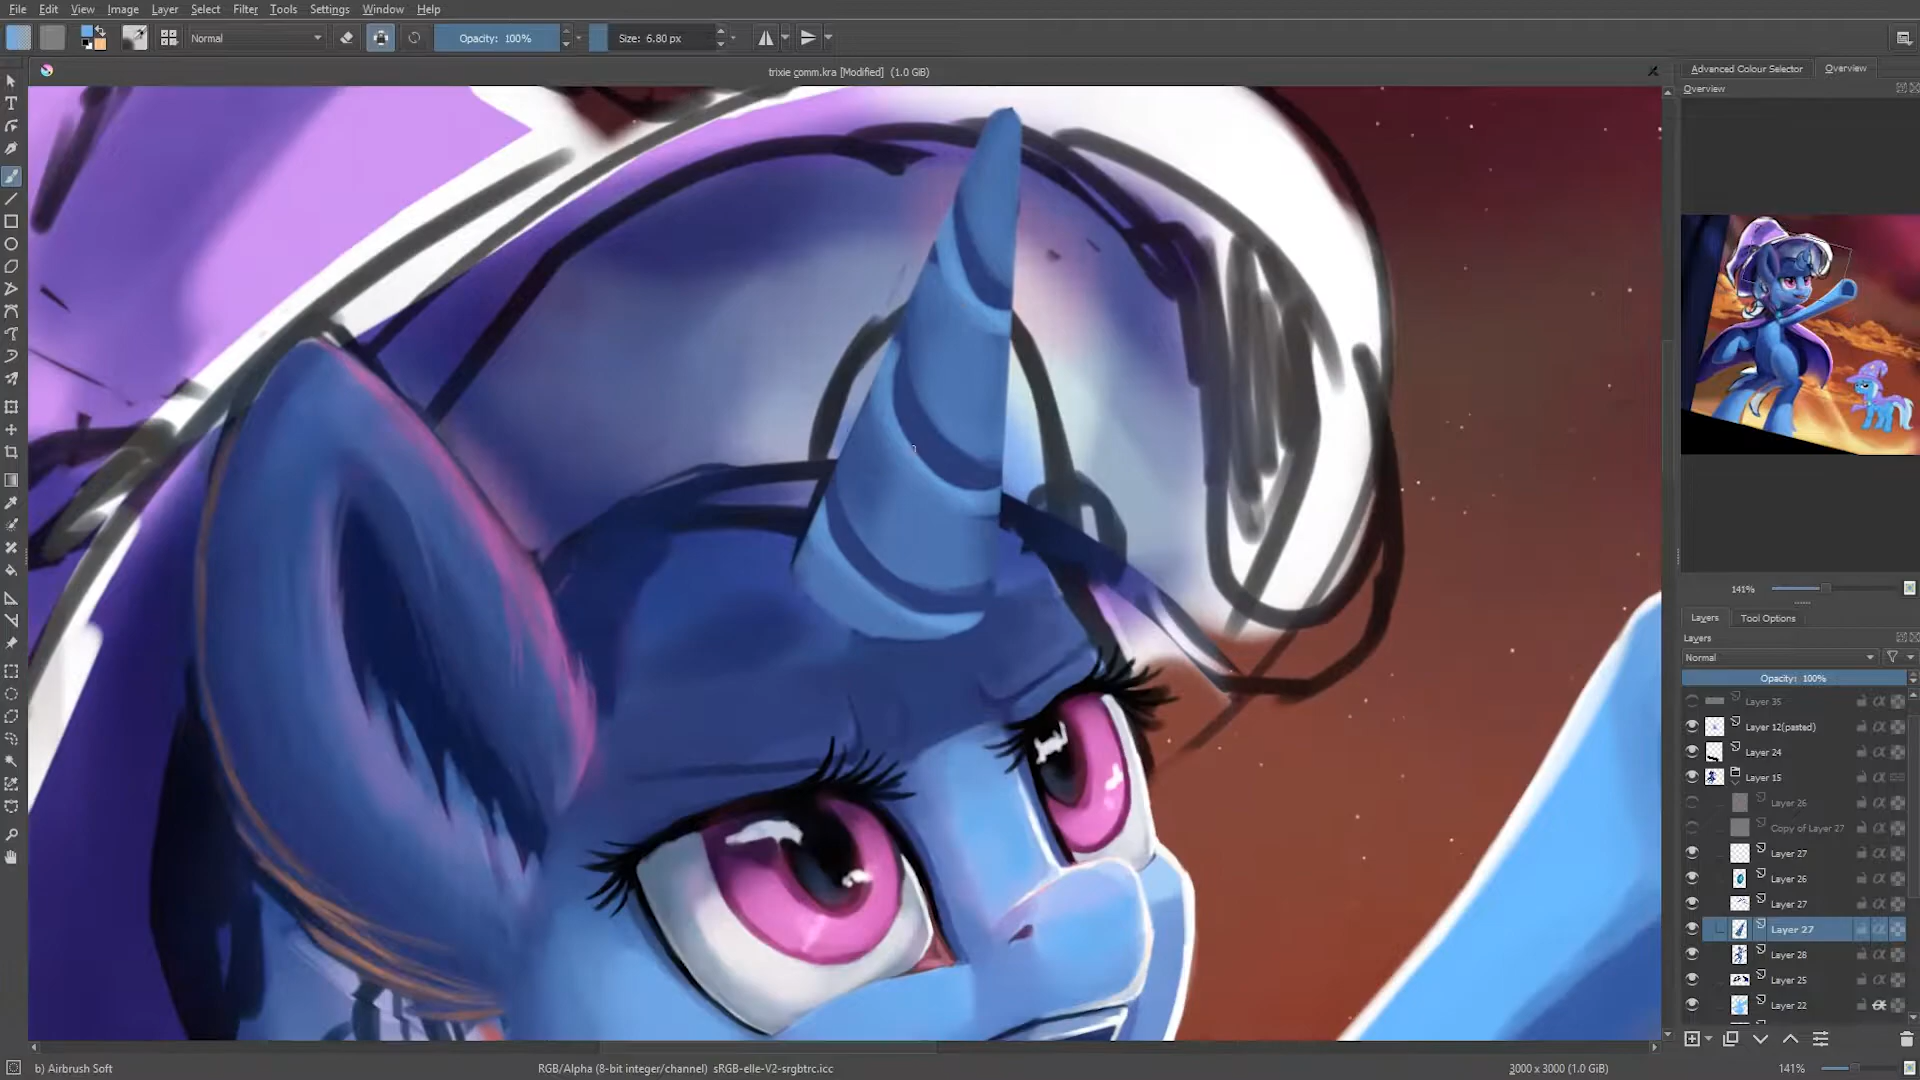 File Edit View Image Layer Select Filter Tools Settings Window Help
Normal Opacity: 100% Size: 6.80 px
trixie comm.kra [Modified] (1.0 GiB)
Advanced Colour Selector Overview
Overview
141%
Layers Tool Options
Layers
Normal
Opacity: 100%
Layer 35
Layer 12(pasted)
Layer 24
Layer 15
Layer 26
Copy of Layer 27
Layer 27
Layer 26
Layer 27
Layer 27
Layer 28
Layer 25
Layer 22
b) Airbrush Soft RGB/Alpha (8-bit integer/channel) sRGB-elle-V2-srgbtrc.icc 3000 x 3000 (1.0 GiB) 141%